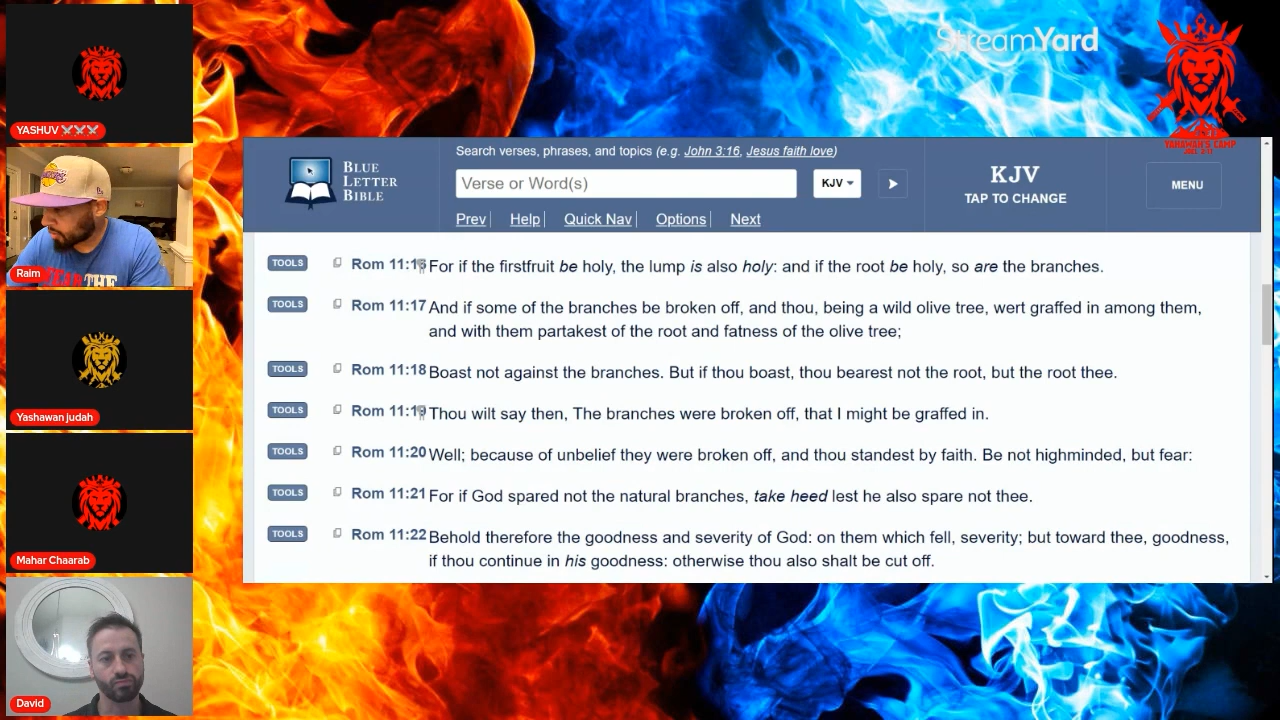 YASHUV ⚔️⚔️⚔️
Raim
Yashawan judah
Mahar Chaarab
David
StreamYard
YAHAWAH'S CAMP
BLUE
LETTER
BIBLE
Search verses, phrases, and topics (e.g. John 3:16, Jesus faith love)
Verse or Word(s)
KJV
Prev
Help
Quick Nav
Options
Next
KJV
TAP TO CHANGE
MENU
TOOLS Rom 11:16 For if the firstfruit be holy, the lump is also holy: and if the root be holy, so are the branches.
TOOLS Rom 11:17 And if some of the branches be broken off, and thou, being a wild olive tree, wert graffed in among them,
and with them partakest of the root and fatness of the olive tree;
TOOLS Rom 11:18 Boast not against the branches. But if thou boast, thou bearest not the root, but the root thee.
TOOLS Rom 11:19 Thou wilt say then, The branches were broken off, that I might be graffed in.
TOOLS Rom 11:20 Well; because of unbelief they were broken off, and thou standest by faith. Be not highminded, but fear:
TOOLS Rom 11:21 For if God spared not the natural branches, take heed lest he also spare not thee.
TOOLS Rom 11:22 Behold therefore the goodness and severity of God: on them which fell, severity; but toward thee, goodness,
if thou continue in his goodness: otherwise thou also shalt be cut off.